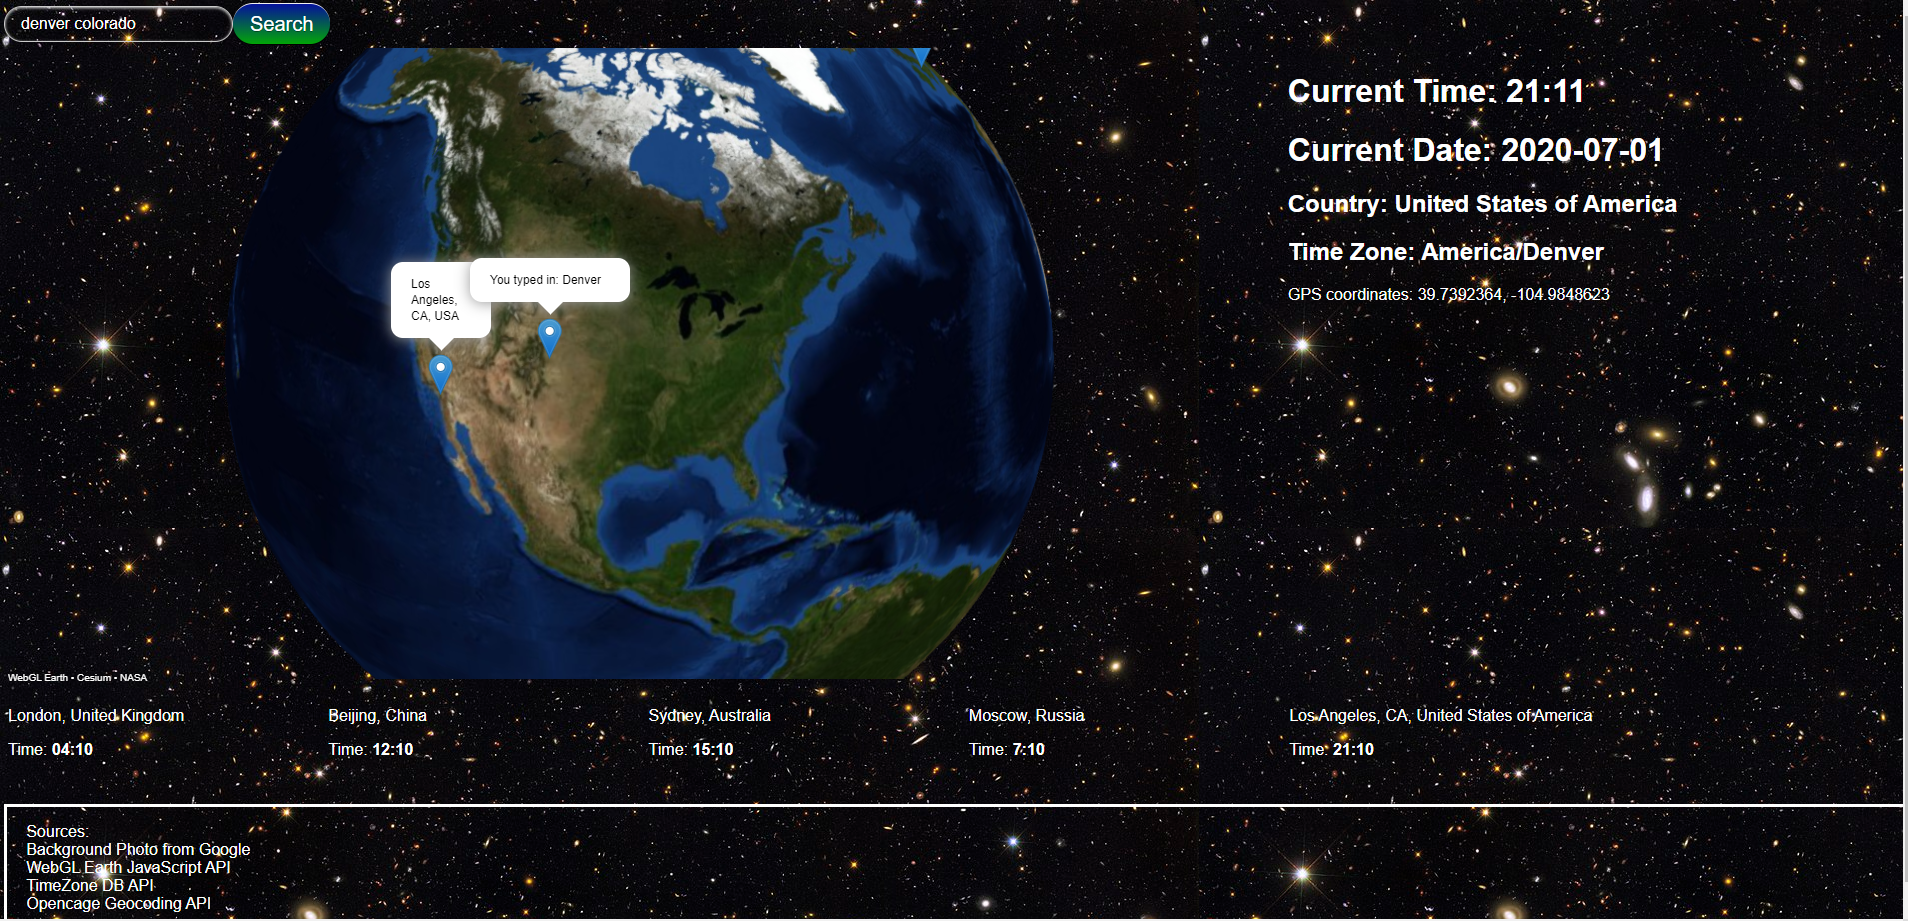 denver colorado
Search
Current Time: 21:11
Current Date: 2020-07-01
Country: United States of America
Time Zone: America/Denver
GPS coordinates: 39.7392364, -104.9848623
Los
Angeles,
CA, USA
You typed in: Denver
WebGL Earth • Cesium • NASA
London, United Kingdom
Time: 04:10
Beijing, China
Time: 12:10
Sydney, Australia
Time: 15:10
Moscow, Russia
Time: 7:10
Los Angeles, CA, United States of America
Time: 21:10
Sources:
Background Photo from Google
WebGL Earth JavaScript API
TimeZone DB API
Opencage Geocoding API